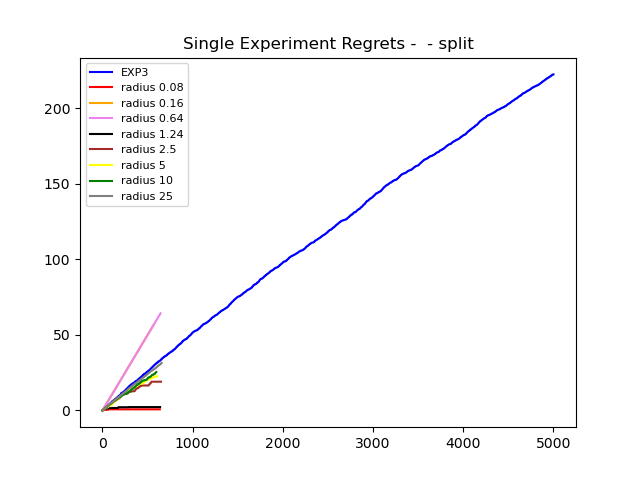 Single Experiment Regrets -  - split
EXP3
radius 0.08
radius 0.16
radius 0.64
radius 1.24
radius 2.5
radius 5
radius 10
radius 25
200
150
100
50
0
0 1000 2000 3000 4000 5000